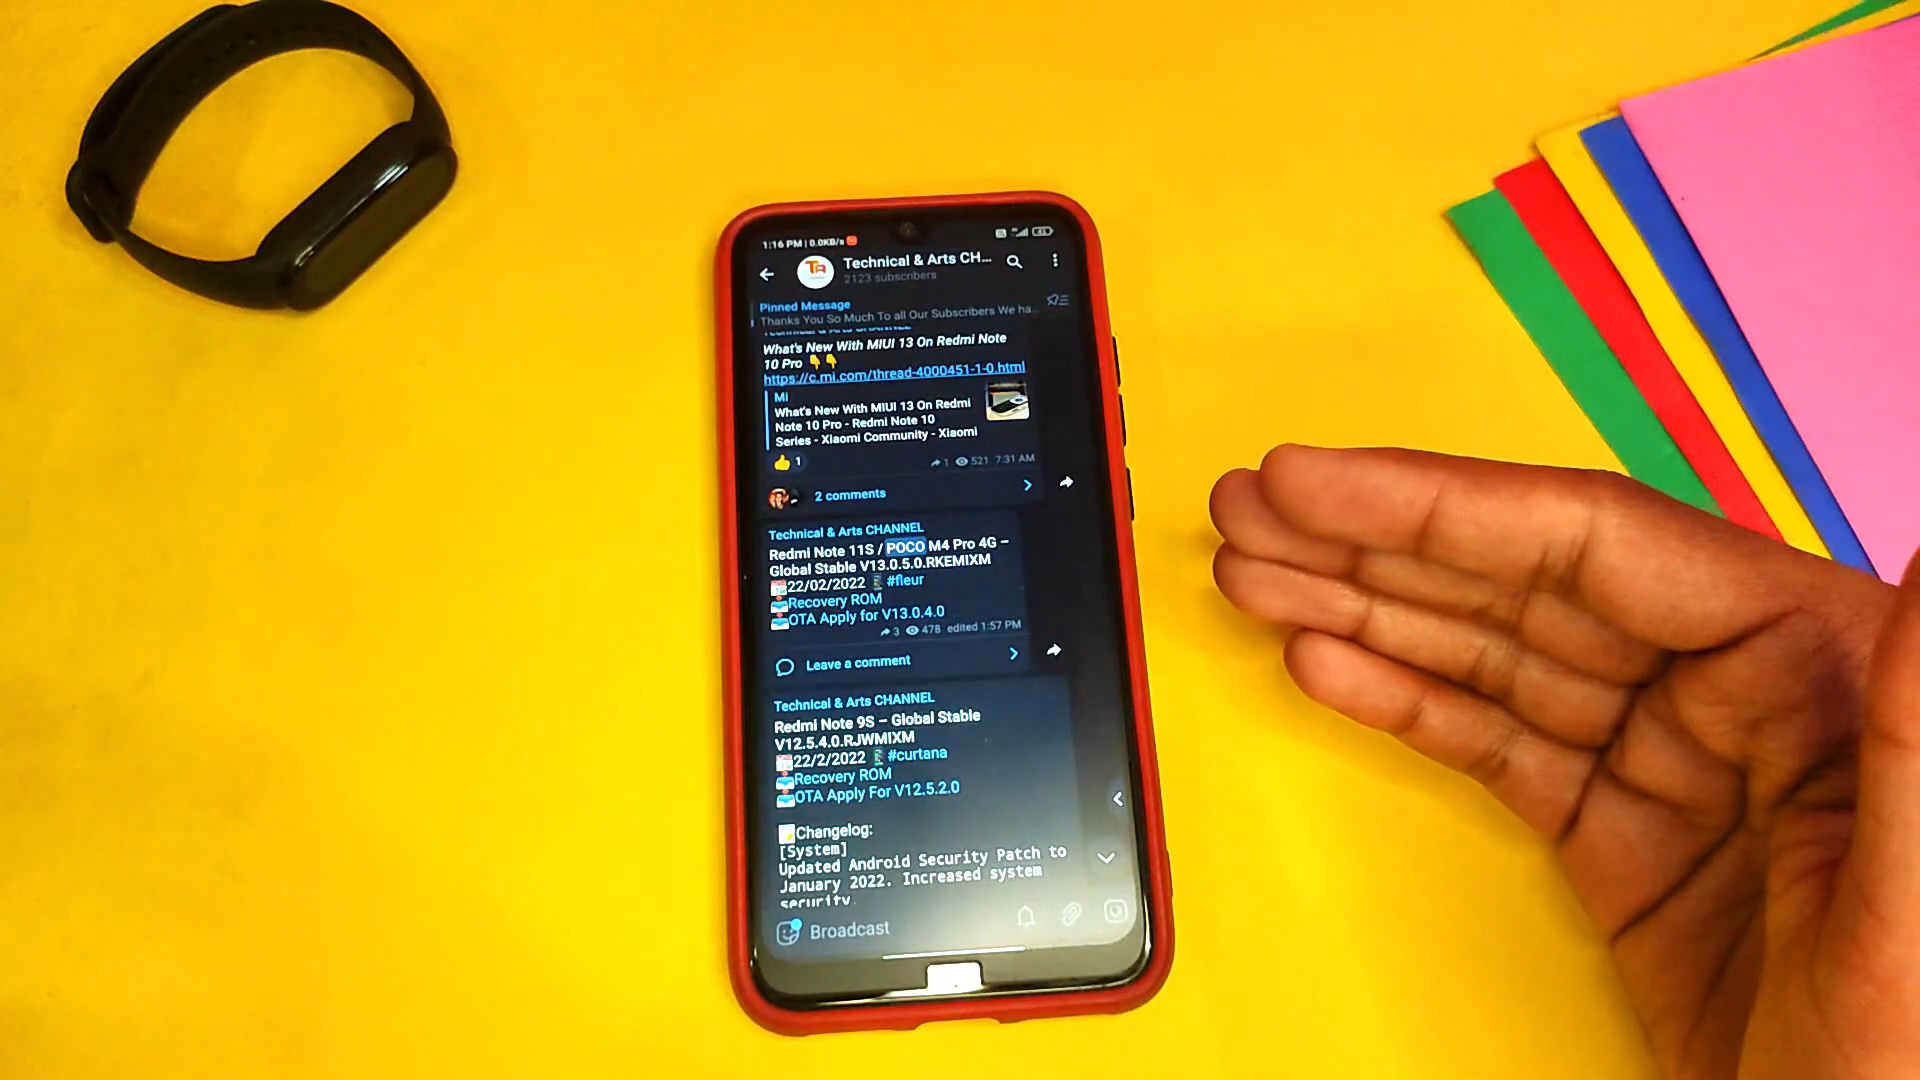 1:16 PM | 0.0KB/s
TA
Technical & Arts CH...
2123 subscribers
Pinned Message
Thanks You So Much To all Our Subscribers We ha...
Technical & Arts CHANNEL
What's New With MIUI 13 On Redmi Note
10 Pro 👇👇
https://c.mi.com/thread-4000451-1-0.html
Mi
What's New With MIUI 13 On Redmi
Note 10 Pro - Redmi Note 10
Series - Xiaomi Community - Xiaomi
👍 1
1 521 7:31 AM
2 comments
Technical & Arts CHANNEL
Redmi Note 11S / POCO M4 Pro 4G –
Global Stable V13.0.5.0.RKEMIXM
📅22/02/2022 📱#fleur
📥Recovery ROM
📥OTA Apply for V13.0.4.0
3 478 edited 1:57 PM
Leave a comment
Technical & Arts CHANNEL
Redmi Note 9S – Global Stable
V12.5.4.0.RJWMIXM
📅22/2/2022 📱#curtana
📥Recovery ROM
📥OTA Apply For V12.5.2.0
📝Changelog:
[System]
Updated Android Security Patch to
January 2022. Increased system
security.
Broadcast